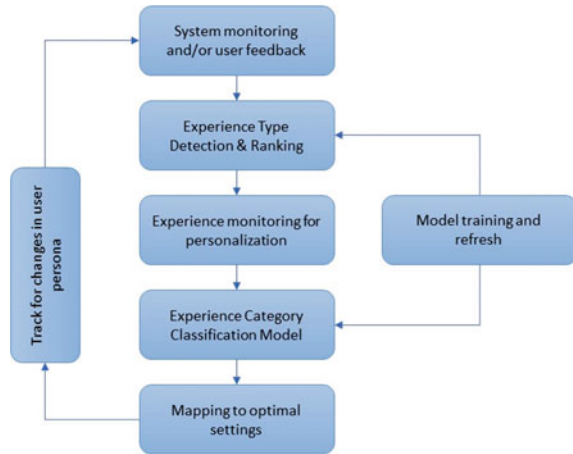 System monitoring
and/or user feedback
Experience Type
Detection & Ranking
Experience monitoring for
personalization
Model training and
refresh
Track for changes in user
persona
Experience Category
Classification Model
Mapping to optimal
settings